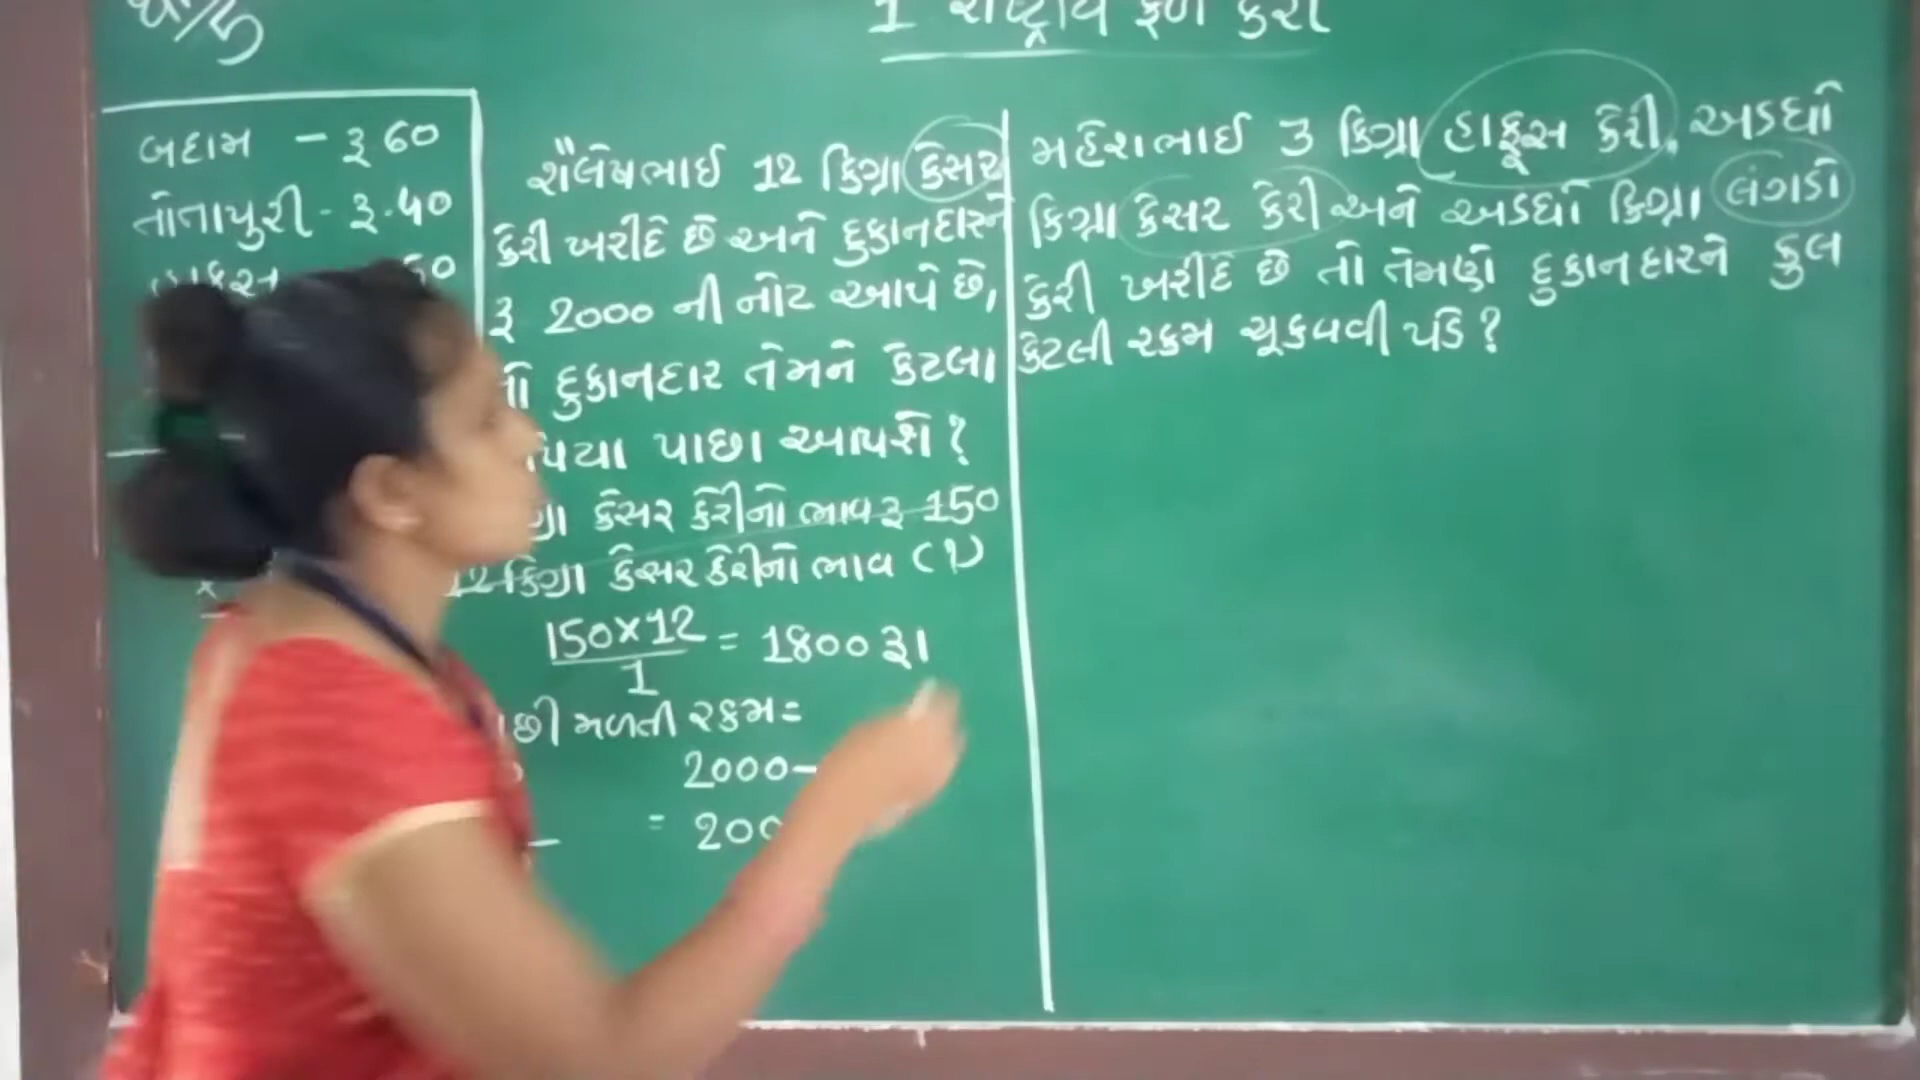 1 રાષ્ટ્રીય ફળ કેરી
બદામ - રૂ 60
તોતાપુરી - રૂ. 40
શૈલેષભાઈ 12 કિગ્રા કેસર
કેરી ખરીદે છે અને દુકાનદારને
રૂ 2000 ની નોટ આપે છે,
દુકાનદાર તેમને કેટલા
પાછા આપશે?
કેસર કેરીનો ભાવ રૂ 150
12 કિગ્રા કેસર કેરીનો ભાવ (?)
150×12
1
= 1800 રૂા
મળતી રકમ =
2000-
=
મહેશભાઈ 3 કિગ્રા હાફૂસ કેરી, અડધો
કિગ્રા કેસર કેરી અને અડધો કિગ્રા લંગડો
કેરી ખરીદે છે તો તેમણે દુકાનદારને કુલ
કેટલી રકમ ચૂકવવી પડે?